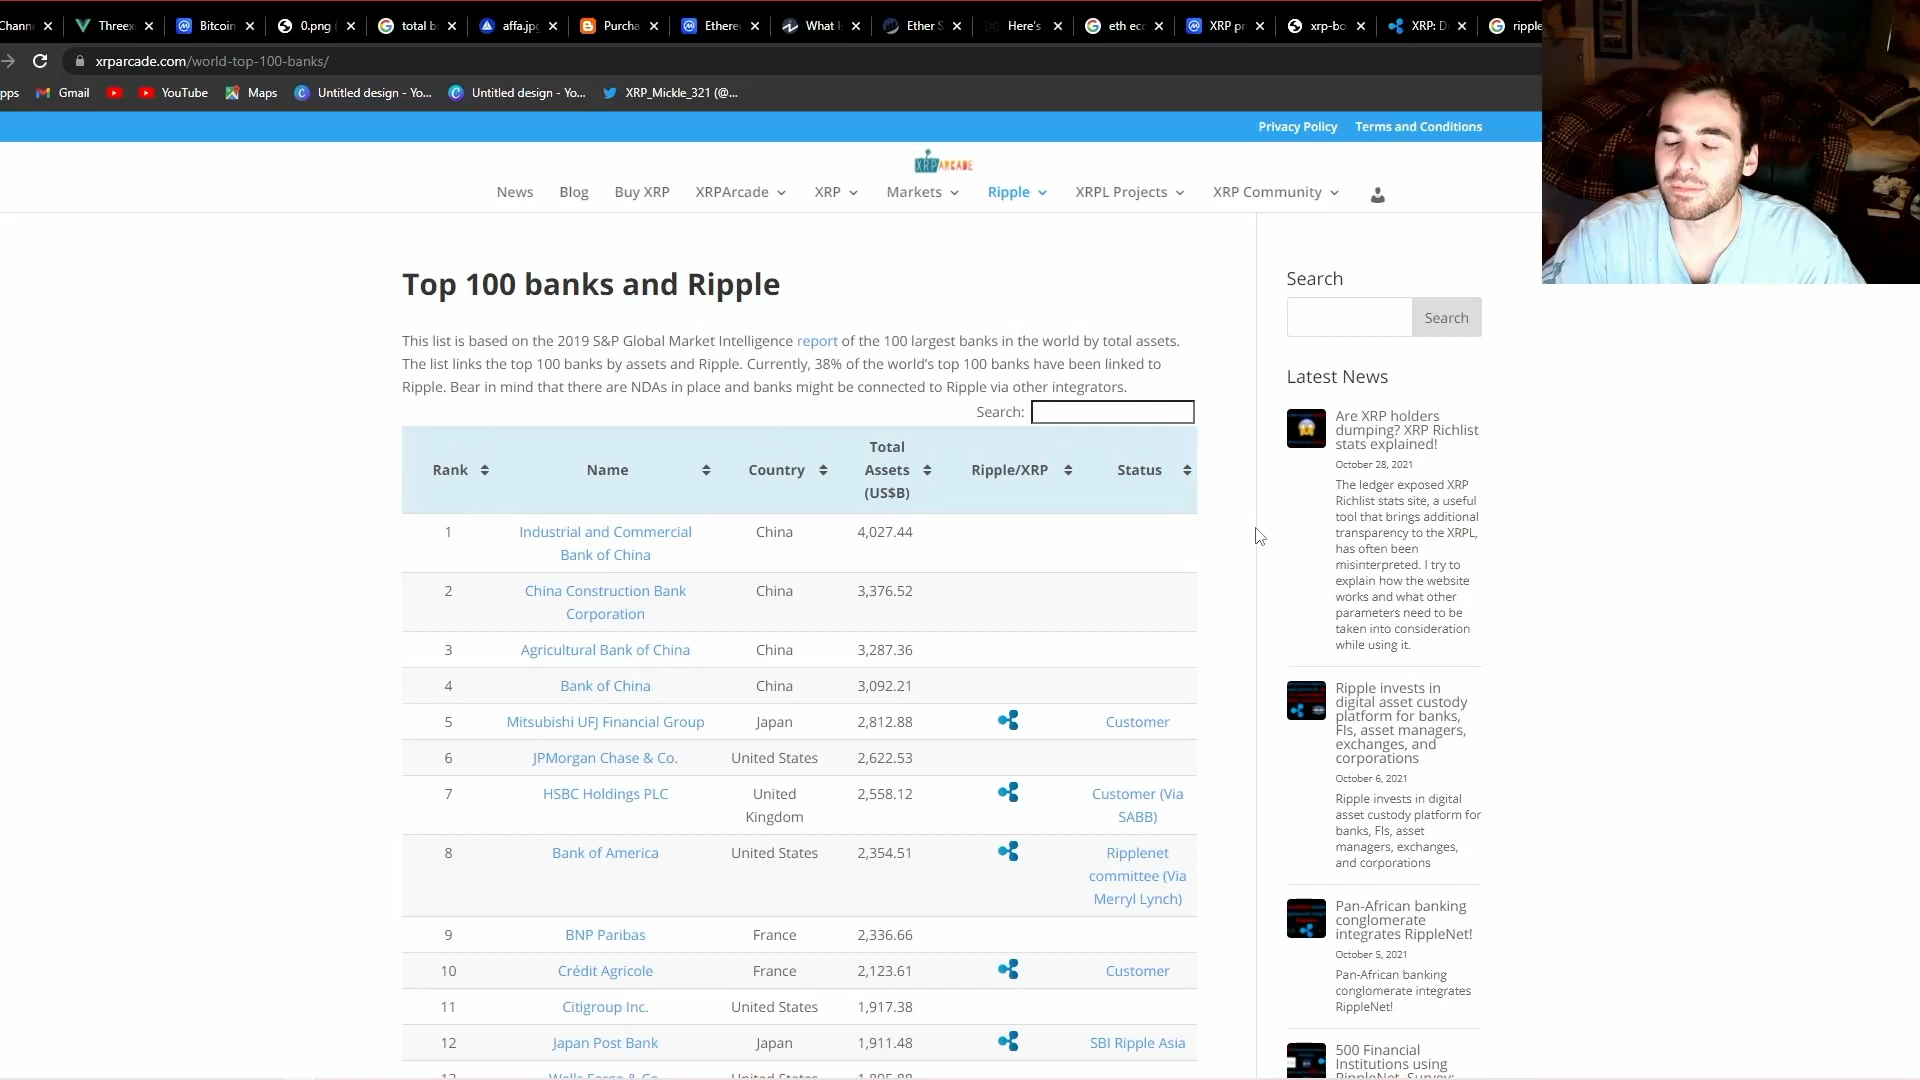 Chann
Threex
Bitcoin
0.png
total b
affa.jpg
Purcha
Ethere
What I
Ether S
Here's
eth ecc
XRP pr
xrp-bo
XRP: D
ripple
xrparcade.com/world-top-100-banks/
pps
Gmail
YouTube
Maps
Untitled design - Yo...
Untitled design - Yo...
XRP_Mickle_321 (@...
Privacy Policy
Terms and Conditions
XRPARCADE
News
Blog
Buy XRP
XRPArcade
XRP
Markets
Ripple
XRPL Projects
XRP Community
Top 100 banks and Ripple
This list is based on the 2019 S&P Global Market Intelligence report of the 100 largest banks in the world by total assets.
The list links the top 100 banks by assets and Ripple. Currently, 38% of the world's top 100 banks have been linked to
Ripple. Bear in mind that there are NDAs in place and banks might be connected to Ripple via other integrators.
Search:
Rank
Name
Country
Total
Assets
(US$B)
Ripple/XRP
Status
1
Industrial and Commercial
Bank of China
China
4,027.44
2
China Construction Bank
Corporation
China
3,376.52
3
Agricultural Bank of China
China
3,287.36
4
Bank of China
China
3,092.21
5
Mitsubishi UFJ Financial Group
Japan
2,812.88
Customer
6
JPMorgan Chase & Co.
United States
2,622.53
7
HSBC Holdings PLC
United
Kingdom
2,558.12
Customer (Via
SABB)
8
Bank of America
United States
2,354.51
Ripplenet
committee (Via
Merryl Lynch)
9
BNP Paribas
France
2,336.66
10
Crédit Agricole
France
2,123.61
Customer
11
Citigroup Inc.
United States
1,917.38
12
Japan Post Bank
Japan
1,911.48
SBI Ripple Asia
13
Wells Fargo & Co.
United States
1,895.88
Search
Search
Latest News
Are XRP holders
dumping? XRP Richlist
stats explained!
October 28, 2021
The ledger exposed XRP
Richlist stats site, a useful
tool that brings additional
transparency to the XRPL,
has often been
misinterpreted. I try to
explain how the website
works and what other
parameters need to be
taken into consideration
while using it.
Ripple invests in
digital asset custody
platform for banks,
FIs, asset managers,
exchanges, and
corporations
October 6, 2021
Ripple invests in digital
asset custody platform for
banks, FIs, asset
managers, exchanges,
and corporations
Pan-African banking
conglomerate
integrates RippleNet!
October 5, 2021
Pan-African banking
conglomerate integrates
RippleNet!
500 Financial
Institutions using
RippleNet, Survey: